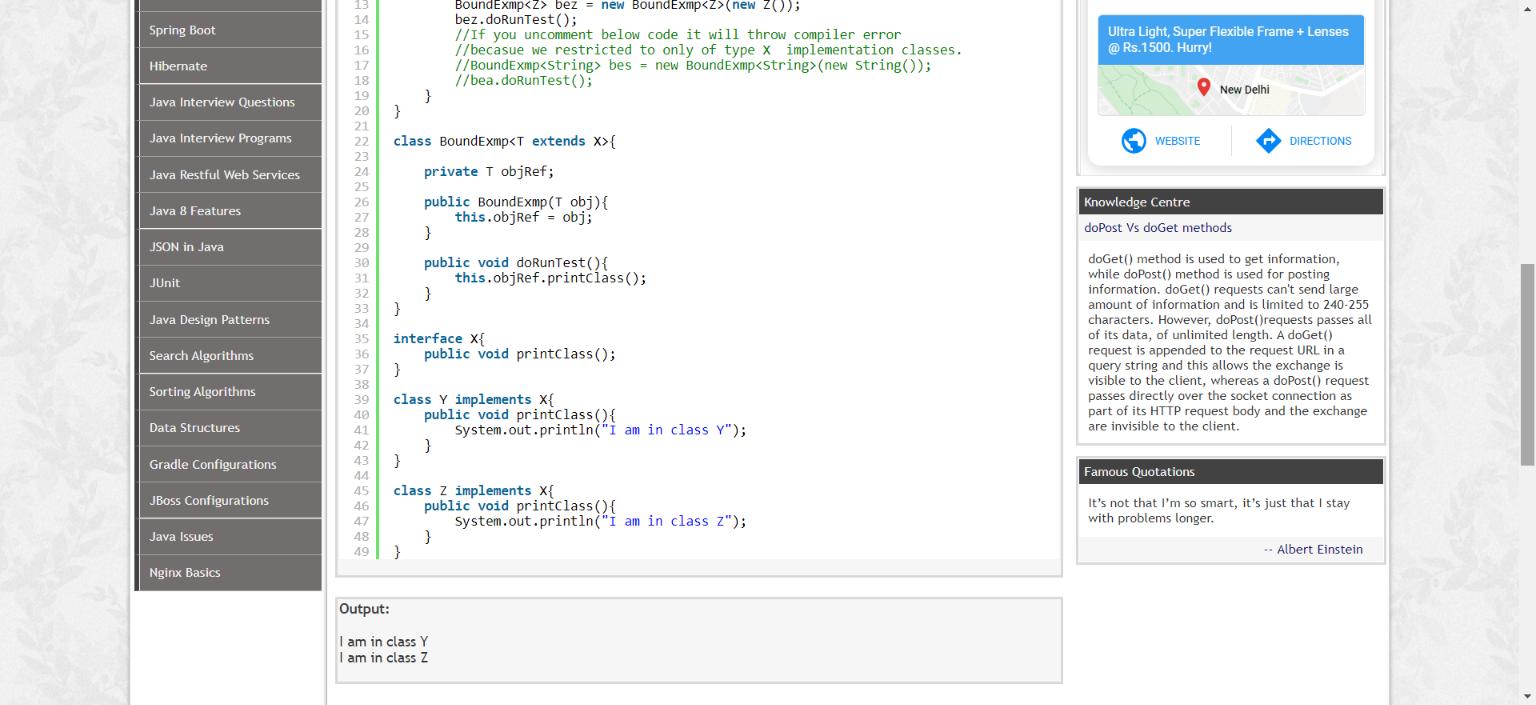 Spring Boot
Hibernate
Java Interview Questions
Java Interview Programs
Java Restful Web Services
Java 8 Features
JSON in Java
JUnit
Java Design Patterns
Search Algorithms
Sorting Algorithms
Data Structures
Gradle Configurations
JBoss Configurations
Java Issues
Nginx Basics
13 BoundExmp<Z> bez = new BoundExmp<Z>(new Z());
14 bez.doRunTest();
15 //If you uncomment below code it will throw compiler error
16 //becasue we restricted to only of type X  implementation classes.
17 //BoundExmp<String> bes = new BoundExmp<String>(new String());
18 //bea.doRunTest();
19 }
20 }
21
22 class BoundExmp<T extends X>{
23
24 private T objRef;
25
26 public BoundExmp(T obj){
27 this.objRef = obj;
28 }
29
30 public void doRunTest(){
31 this.objRef.printClass();
32 }
33 }
34
35 interface X{
36 public void printClass();
37 }
38
39 class Y implements X{
40 public void printClass(){
41 System.out.println("I am in class Y");
42 }
43 }
44
45 class Z implements X{
46 public void printClass(){
47 System.out.println("I am in class Z");
48 }
49 }
Output:
I am in class Y
I am in class Z
Ultra Light, Super Flexible Frame + Lenses
@ Rs.1500. Hurry!
New Delhi
WEBSITE
DIRECTIONS
Knowledge Centre
doPost Vs doGet methods
doGet() method is used to get information,
while doPost() method is used for posting
information. doGet() requests can't send large
amount of information and is limited to 240-255
characters. However, doPost()requests passes all
of its data, of unlimited length. A doGet()
request is appended to the request URL in a
query string and this allows the exchange is
visible to the client, whereas a doPost() request
passes directly over the socket connection as
part of its HTTP request body and the exchange
are invisible to the client.
Famous Quotations
It’s not that I’m so smart, it’s just that I stay
with problems longer.
-- Albert Einstein